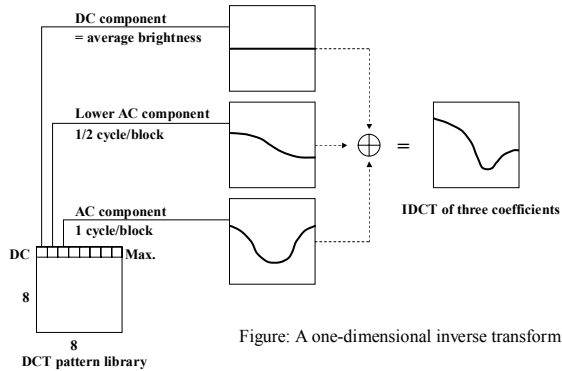 DC component
= average brightness
Lower AC component
1/2 cycle/block
=
IDCT of three coefficients
AC component
1 cycle/block
DC
Max.
8
8
DCT pattern library
Figure: A one-dimensional inverse transform